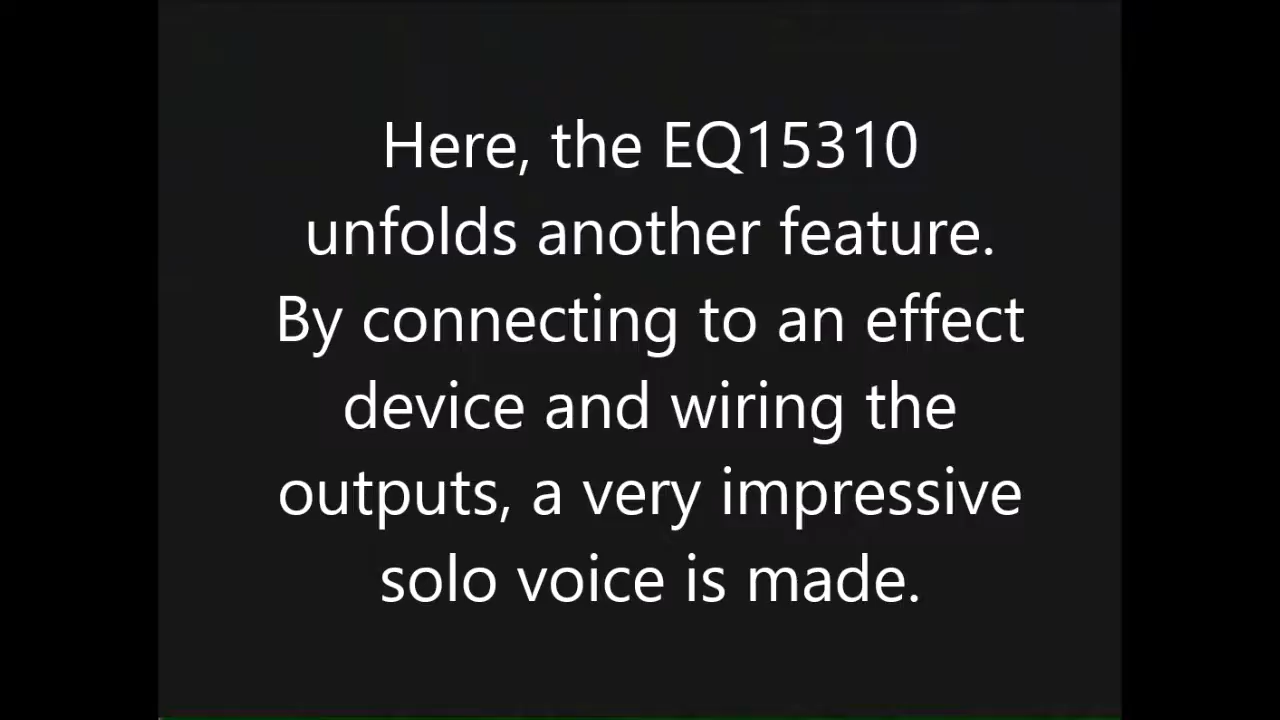 Here, the EQ15310
unfolds another feature.
By connecting to an effect
device and wiring the
outputs, a very impressive
solo voice is made.